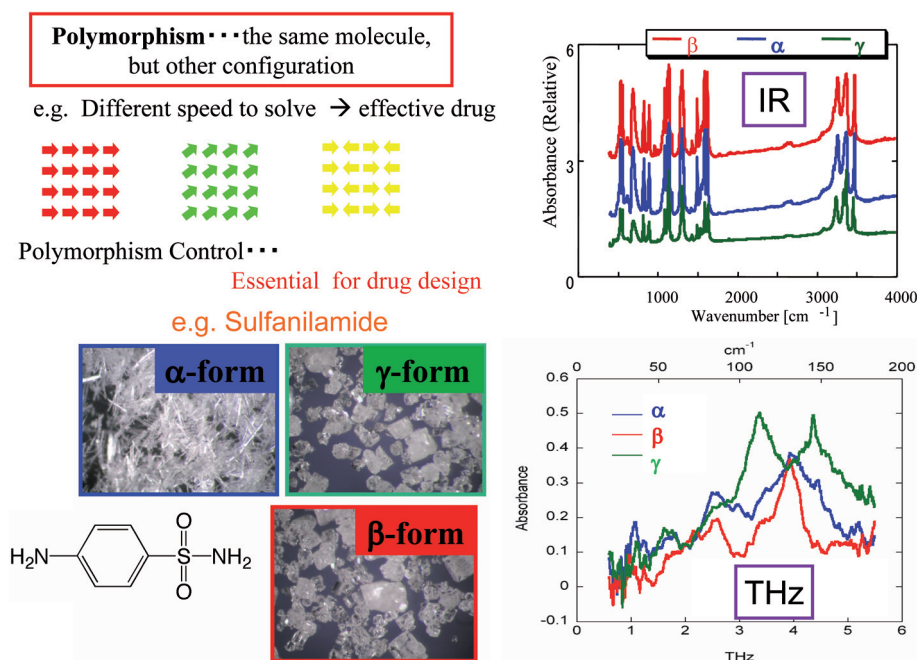 Polymorphism･･･the same molecule,
but other configuration
e.g. Different speed to solve → effective drug
Polymorphism Control･･･
Essential for drug design
e.g. Sulfanilamide
α-form
γ-form
β-form
H₂N
O
S
O
NH₂
β α γ
IR
Absorbance (Relative)
6
3
0
1000 2000 3000 4000
Wavenumber [cm ⁻¹]
cm⁻¹
0 50 100 150 200
0.6
0.5
0.4
0.3
0.2
0.1
0
-0.1
Absorbance
α
β
γ
THz
0 1 2 3 4 5 6
THz